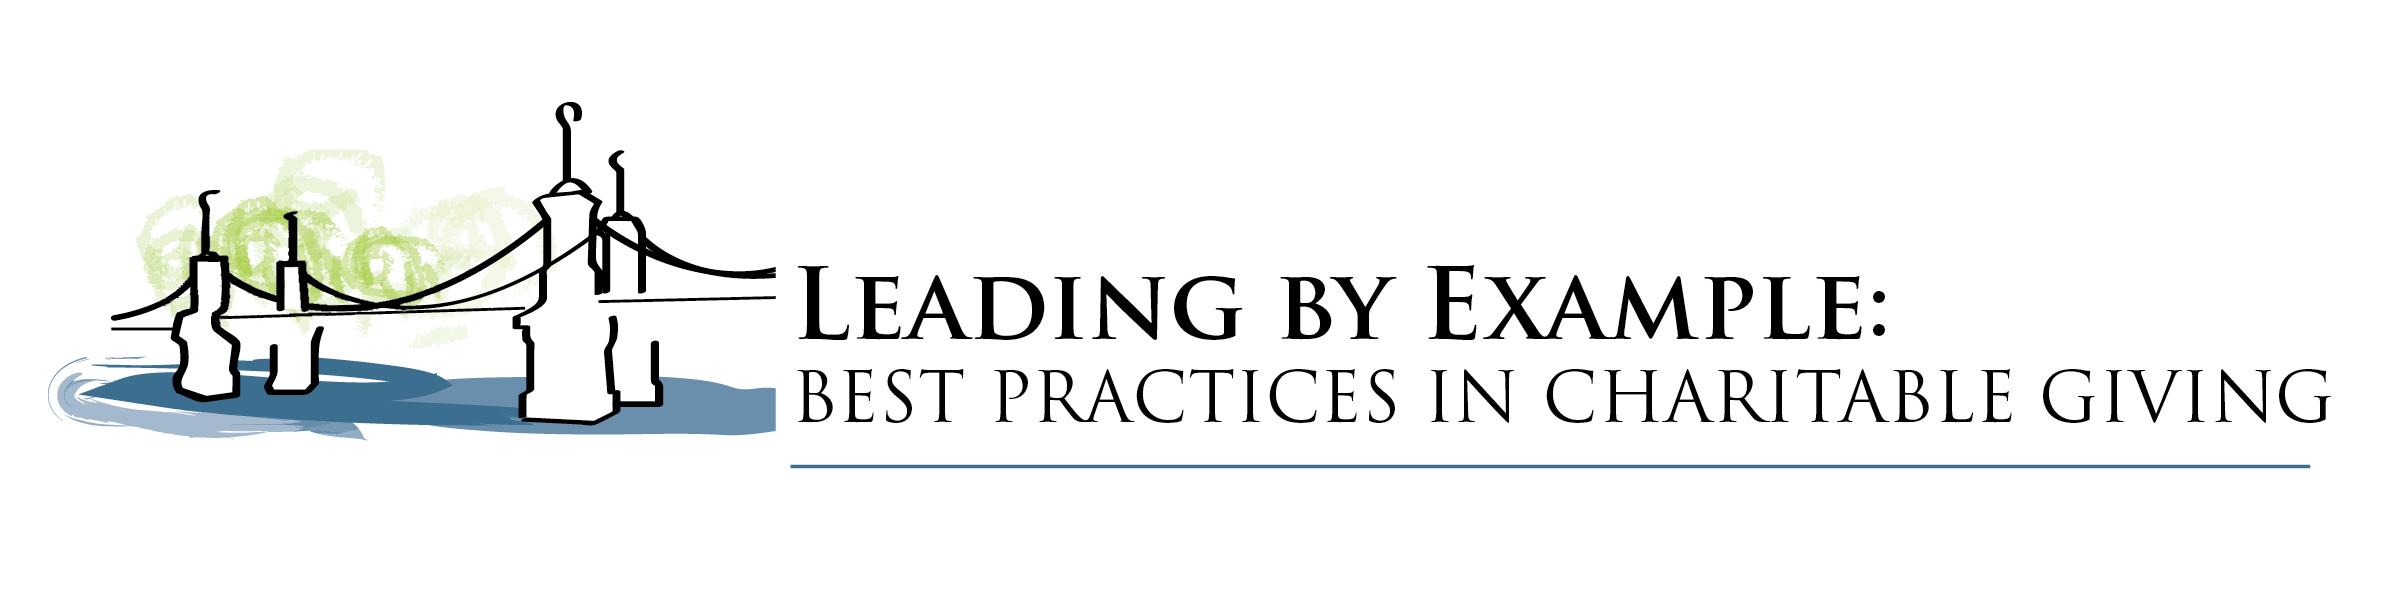 LEADING BY EXAMPLE:
BEST PRACTICES IN CHARITABLE GIVING